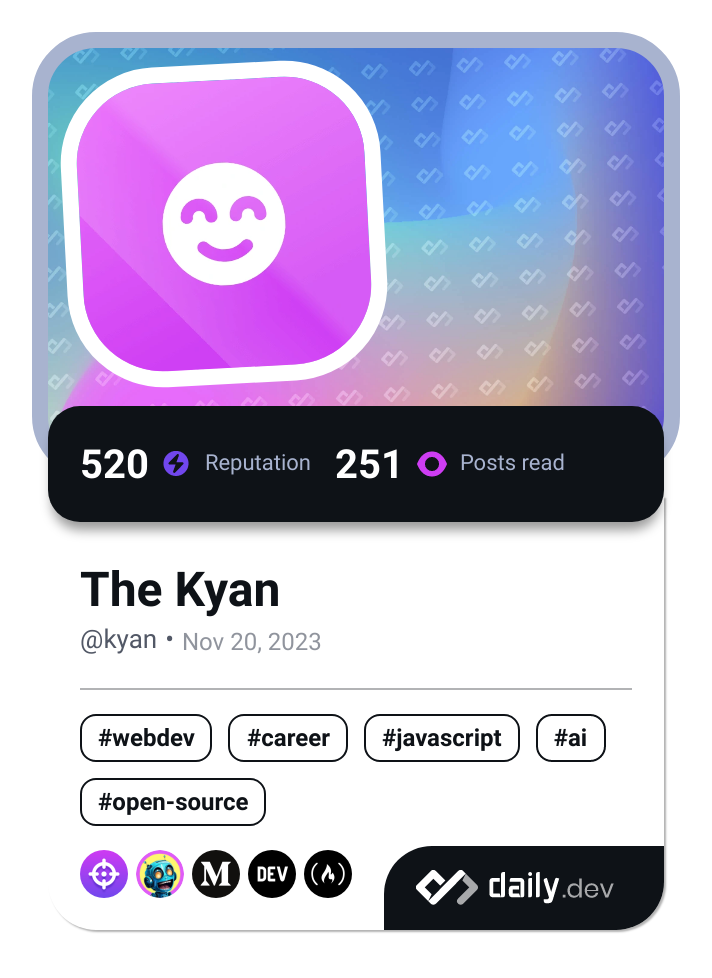 520 Reputation 251 Posts read
The Kyan
@kyan • Nov 20, 2023
#webdev #career #javascript #ai
#open-source
M DEV
daily.dev